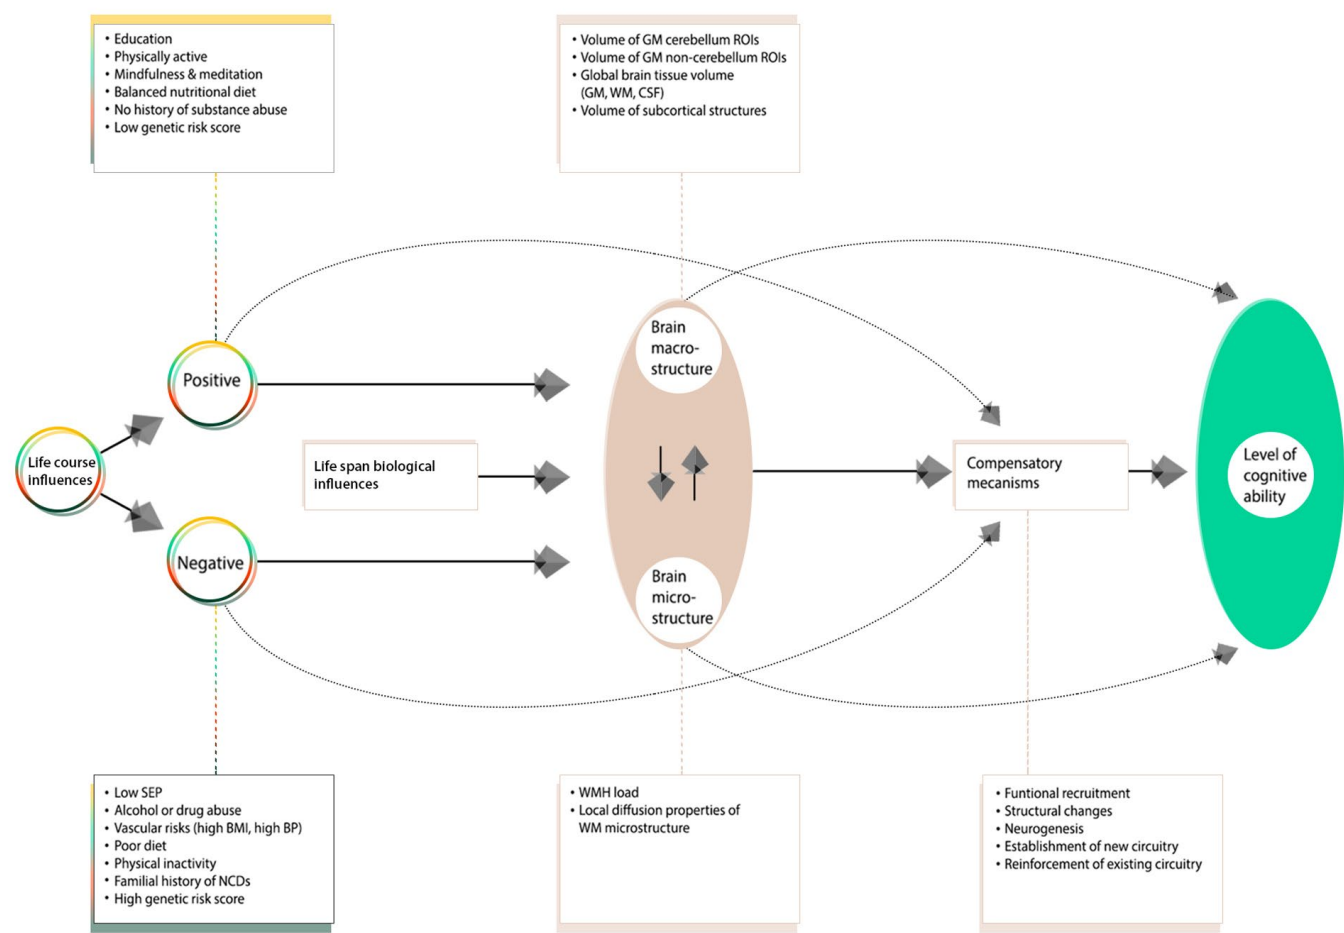 • Education
• Physically active
• Mindfulness & meditation
• Balanced nutritional diet
• No history of substance abuse
• Low genetic risk score
• Volume of GM cerebellum ROIs
• Volume of GM non-cerebellum ROIs
• Global brain tissue volume
(GM, WM, CSF)
• Volume of subcortical structures
Life course
influences
Positive
Negative
Life span biological
influences
Brain
macro-
structure
Brain
micro-
structure
Compensatory
mechanisms
Level of
cognitive
ability
• Low SEP
• Alcohol or drug abuse
• Vascular risks (high BMI, high BP)
• Poor diet
• Physical inactivity
• Familial history of NCDs
• High genetic risk score
• WMH load
• Local diffusion properties of
WM microstructure
• Funtional recruitment
• Structural changes
• Neurogenesis
• Establishment of new circuitry
• Reinforcement of existing circuitry